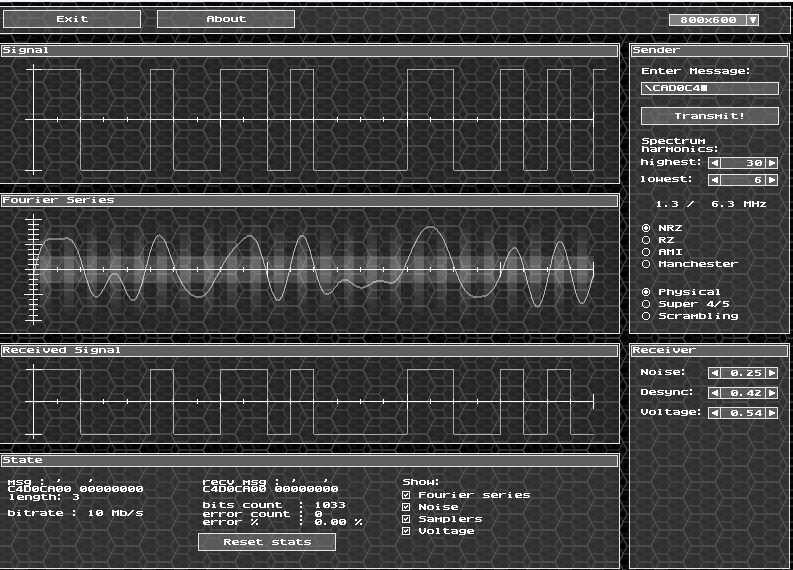 Exit
About
800x600
Signal
Fourier Series
Received Signal
State
msg : ' '
C4D0CA00 00000000
length: 3
bitrate : 10 Mb/s
recv msg : ' '
C4D0CA00 00000000
bits count : 1033
error count : 0
error % : 0.00 %
Reset stats
Show:
Fourier series
Noise
Samplers
Voltage
Sender
Enter Message:
\CAD0C4
Transmit!
Spectrum
harmonics:
highest: 30
lowest: 6
1.3 / 6.3 MHz
NRZ
RZ
AMI
Manchester
Physical
Super 4/5
Scrambling
Receiver
Noise: 0.25
Desync: 0.42
Voltage: 0.54